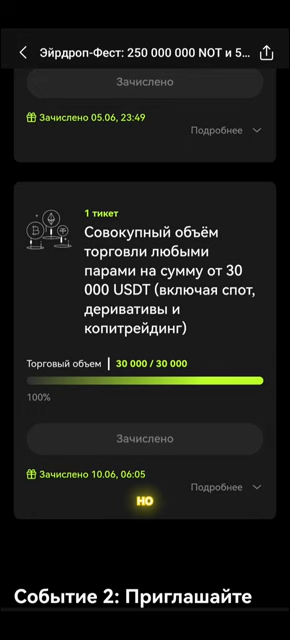 Эйрдроп-Фест: 250 000 000 NOT и 5...
Зачислено
Зачислено 05.06, 23:49
Подробнее
1 тикет
Совокупный объём
торговли любыми
парами на сумму от 30
000 USDT (включая спот,
деривативы и
копитрейдинг)
Торговый объем | 30 000 / 30 000
100%
Зачислено
Зачислено 10.06, 06:05
Подробнее
но
Событие 2: Приглашайте